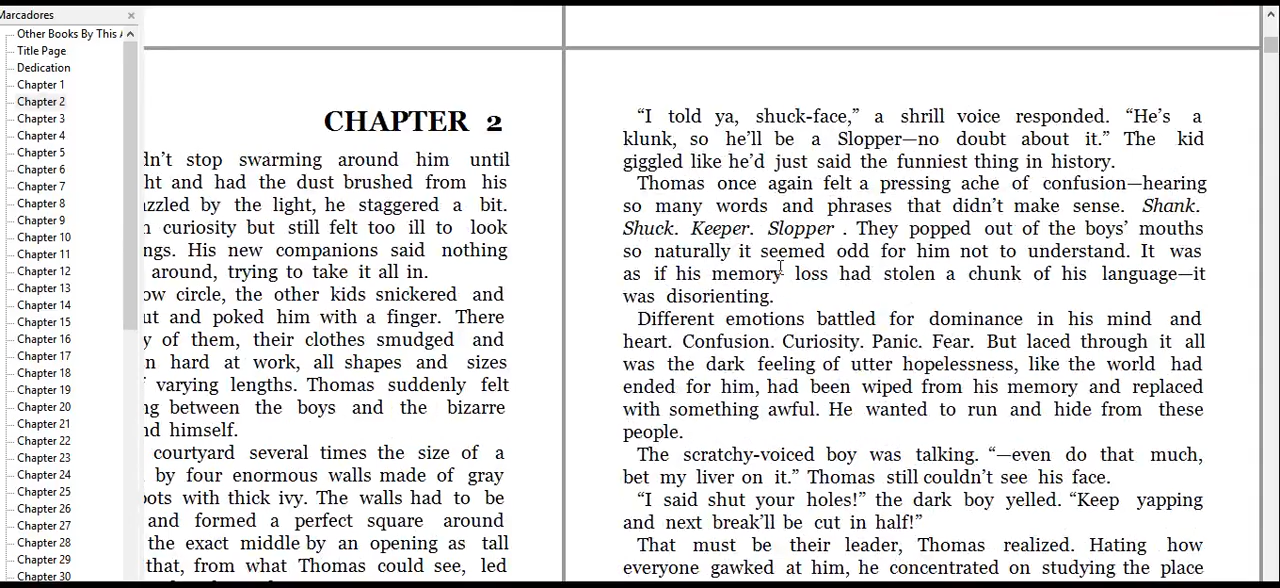 Marcadores
Other Books By This A
Title Page
Dedication
Chapter 1
Chapter 2
Chapter 3
Chapter 4
Chapter 5
Chapter 6
Chapter 7
Chapter 8
Chapter 9
Chapter 10
Chapter 11
Chapter 12
Chapter 13
Chapter 14
Chapter 15
Chapter 16
Chapter 17
Chapter 18
Chapter 19
Chapter 20
Chapter 21
Chapter 22
Chapter 23
Chapter 24
Chapter 25
Chapter 26
Chapter 27
Chapter 28
Chapter 29
Chapter 30
CHAPTER 2
dn’t stop swarming around him until
ht and had the dust brushed from his
azzled by the light, he staggered a bit.
n curiosity but still felt too ill to look
ngs. His new companions said nothing
around, trying to take it all in.
ow circle, the other kids snickered and
ut and poked him with a finger. There
y of them, their clothes smudged and
n hard at work, all shapes and sizes
f varying lengths. Thomas suddenly felt
ng between the boys and the bizarre
nd himself.
courtyard several times the size of a
by four enormous walls made of gray
ots with thick ivy. The walls had to be
and formed a perfect square around
the exact middle by an opening as tall
that, from what Thomas could see, led
“I told ya, shuck-face,” a shrill voice responded. “He’s a
klunk, so he’ll be a Slopper—no doubt about it.” The kid
giggled like he’d just said the funniest thing in history.
Thomas once again felt a pressing ache of confusion—hearing
so many words and phrases that didn’t make sense. Shank.
Shuck. Keeper. Slopper . They popped out of the boys’ mouths
so naturally it seemed odd for him not to understand. It was
as if his memory loss had stolen a chunk of his language—it
was disorienting.
Different emotions battled for dominance in his mind and
heart. Confusion. Curiosity. Panic. Fear. But laced through it all
was the dark feeling of utter hopelessness, like the world had
ended for him, had been wiped from his memory and replaced
with something awful. He wanted to run and hide from these
people.
The scratchy-voiced boy was talking. “—even do that much,
bet my liver on it.” Thomas still couldn’t see his face.
“I said shut your holes!” the dark boy yelled. “Keep yapping
and next break’ll be cut in half!”
That must be their leader, Thomas realized. Hating how
everyone gawked at him, he concentrated on studying the place